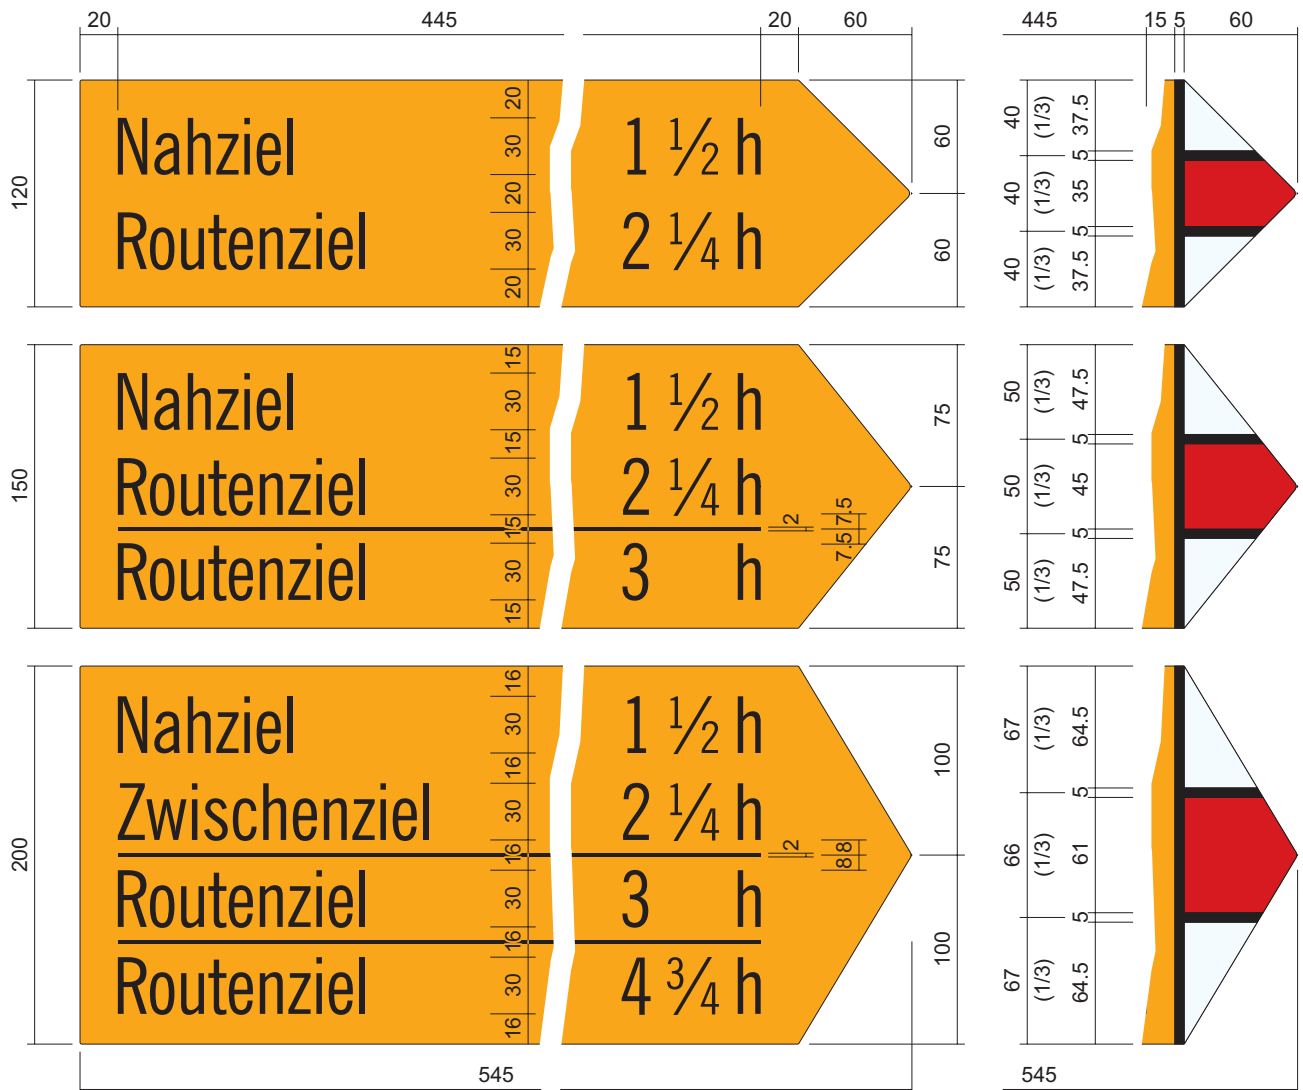 20 445 20 60 445 15 5 60
120
Nahziel 1 ½ h
Routenziel 2 ¼ h
20 30 20 30 20
60 60
40 (1/3) 37.5
5
40 (1/3) 35
5
40 (1/3) 37.5
150
Nahziel 1 ½ h
Routenziel 2 ¼ h
Routenziel 3 h
15 30 15 30 15 30 15
2 7.5 7.5
75 75
50 (1/3) 47.5
5
50 (1/3) 45
5
50 (1/3) 47.5
200
Nahziel 1 ½ h
Zwischenziel 2 ¼ h
Routenziel 3 h
Routenziel 4 ¾ h
16 30 16 30 16 30 16 30 16
2 8 8
100 100
67 (1/3) 64.5
5
66 (1/3) 61
5
67 (1/3) 64.5
545 545